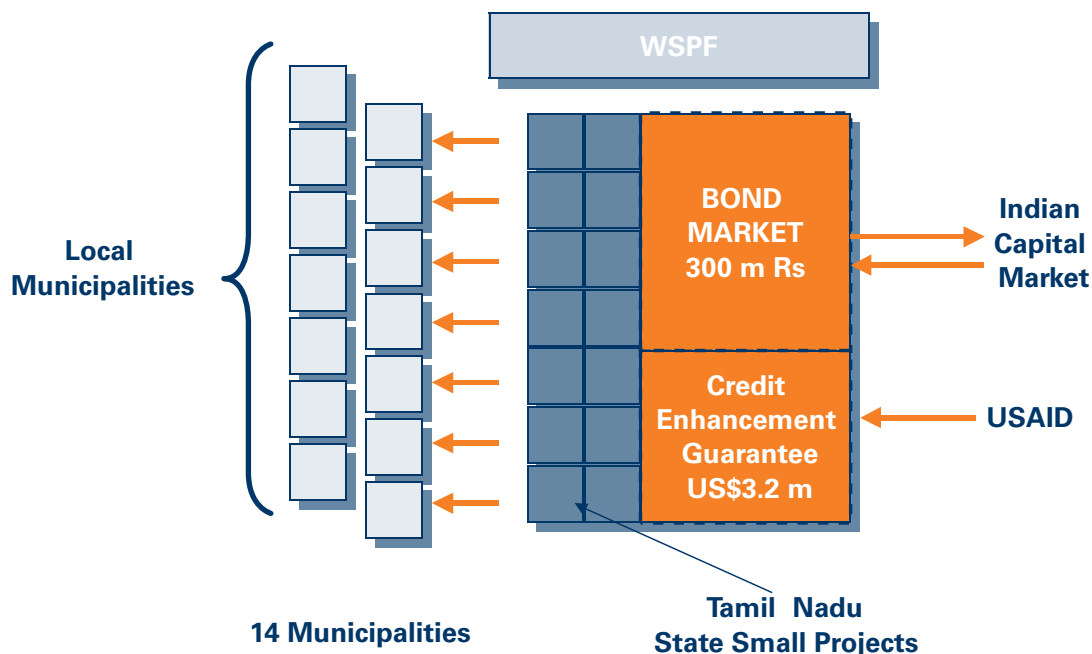 WSPF
Local
Municipalities
BOND
MARKET
300 m Rs
Indian
Capital
Market
Credit
Enhancement
Guarantee
US$3.2 m
USAID
14 Municipalities
Tamil Nadu
State Small Projects